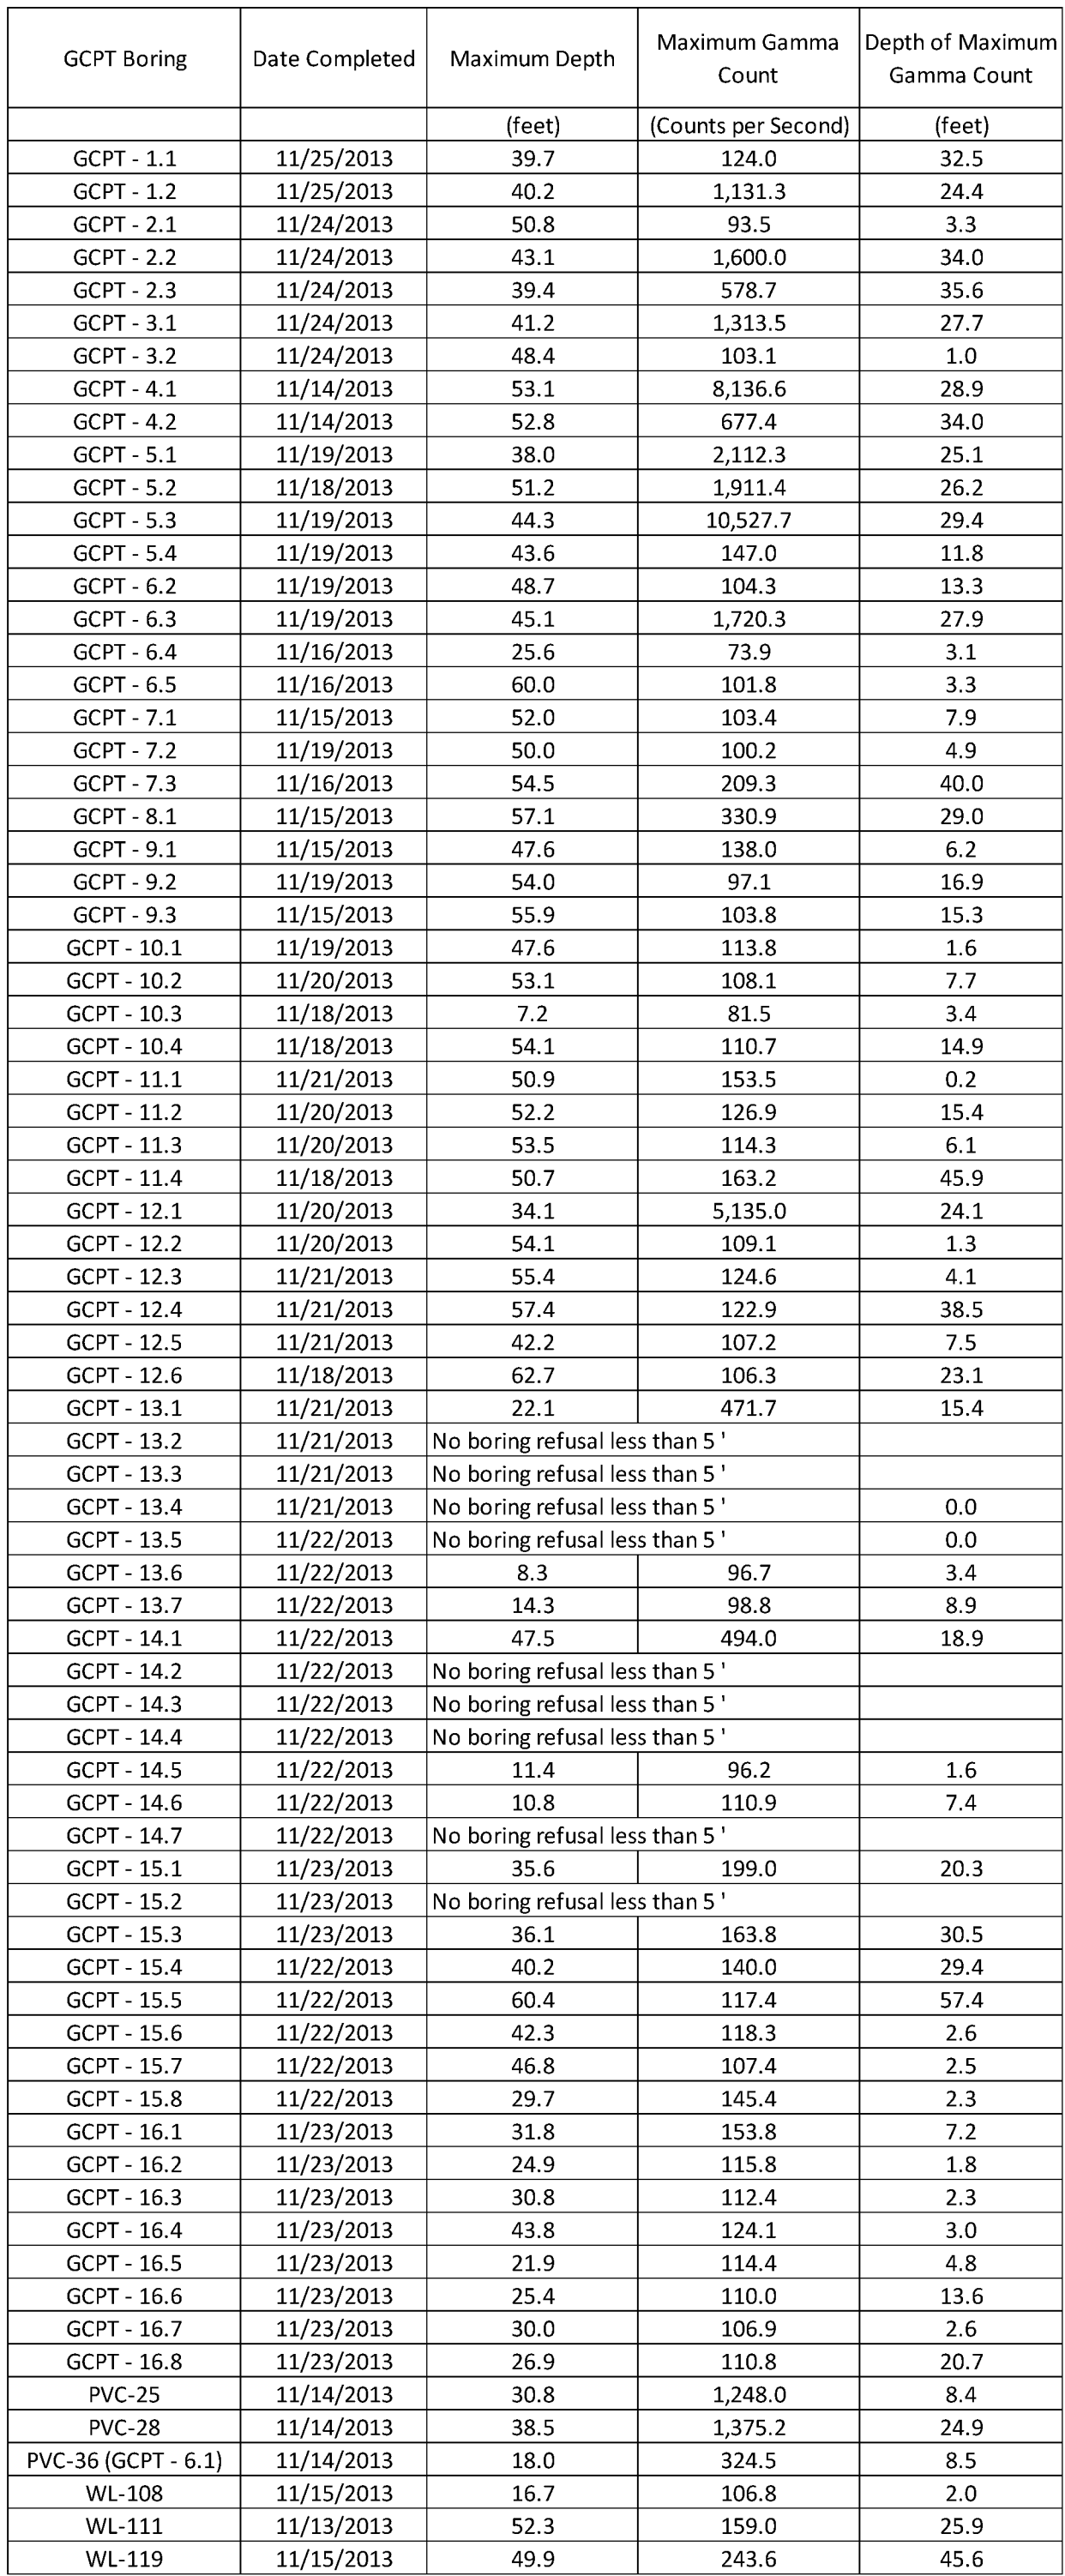 GCPT Boring Date Completed Maximum Depth Maximum Gamma Count Depth of Maximum Gamma Count
(feet) (Counts per Second) (feet)
GCPT - 1.1 11/25/2013 39.7 124.0 32.5
GCPT - 1.2 11/25/2013 40.2 1,131.3 24.4
GCPT - 2.1 11/24/2013 50.8 93.5 3.3
GCPT - 2.2 11/24/2013 43.1 1,600.0 34.0
GCPT - 2.3 11/24/2013 39.4 578.7 35.6
GCPT - 3.1 11/24/2013 41.2 1,313.5 27.7
GCPT - 3.2 11/24/2013 48.4 103.1 1.0
GCPT - 4.1 11/14/2013 53.1 8,136.6 28.9
GCPT - 4.2 11/14/2013 52.8 677.4 34.0
GCPT - 5.1 11/19/2013 38.0 2,112.3 25.1
GCPT - 5.2 11/18/2013 51.2 1,911.4 26.2
GCPT - 5.3 11/19/2013 44.3 10,527.7 29.4
GCPT - 5.4 11/19/2013 43.6 147.0 11.8
GCPT - 6.2 11/19/2013 48.7 104.3 13.3
GCPT - 6.3 11/19/2013 45.1 1,720.3 27.9
GCPT - 6.4 11/16/2013 25.6 73.9 3.1
GCPT - 6.5 11/16/2013 60.0 101.8 3.3
GCPT - 7.1 11/15/2013 52.0 103.4 7.9
GCPT - 7.2 11/19/2013 50.0 100.2 4.9
GCPT - 7.3 11/16/2013 54.5 209.3 40.0
GCPT - 8.1 11/15/2013 57.1 330.9 29.0
GCPT - 9.1 11/15/2013 47.6 138.0 6.2
GCPT - 9.2 11/19/2013 54.0 97.1 16.9
GCPT - 9.3 11/15/2013 55.9 103.8 15.3
GCPT - 10.1 11/19/2013 47.6 113.8 1.6
GCPT - 10.2 11/20/2013 53.1 108.1 7.7
GCPT - 10.3 11/18/2013 7.2 81.5 3.4
GCPT - 10.4 11/18/2013 54.1 110.7 14.9
GCPT - 11.1 11/21/2013 50.9 153.5 0.2
GCPT - 11.2 11/20/2013 52.2 126.9 15.4
GCPT - 11.3 11/20/2013 53.5 114.3 6.1
GCPT - 11.4 11/18/2013 50.7 163.2 45.9
GCPT - 12.1 11/20/2013 34.1 5,135.0 24.1
GCPT - 12.2 11/20/2013 54.1 109.1 1.3
GCPT - 12.3 11/21/2013 55.4 124.6 4.1
GCPT - 12.4 11/21/2013 57.4 122.9 38.5
GCPT - 12.5 11/21/2013 42.2 107.2 7.5
GCPT - 12.6 11/18/2013 62.7 106.3 23.1
GCPT - 13.1 11/21/2013 22.1 471.7 15.4
GCPT - 13.2 11/21/2013 No boring refusal less than 5 '
GCPT - 13.3 11/21/2013 No boring refusal less than 5 '
GCPT - 13.4 11/21/2013 No boring refusal less than 5 ' 0.0
GCPT - 13.5 11/22/2013 No boring refusal less than 5 ' 0.0
GCPT - 13.6 11/22/2013 8.3 96.7 3.4
GCPT - 13.7 11/22/2013 14.3 98.8 8.9
GCPT - 14.1 11/22/2013 47.5 494.0 18.9
GCPT - 14.2 11/22/2013 No boring refusal less than 5 '
GCPT - 14.3 11/22/2013 No boring refusal less than 5 '
GCPT - 14.4 11/22/2013 No boring refusal less than 5 '
GCPT - 14.5 11/22/2013 11.4 96.2 1.6
GCPT - 14.6 11/22/2013 10.8 110.9 7.4
GCPT - 14.7 11/22/2013 No boring refusal less than 5 '
GCPT - 15.1 11/23/2013 35.6 199.0 20.3
GCPT - 15.2 11/23/2013 No boring refusal less than 5 '
GCPT - 15.3 11/23/2013 36.1 163.8 30.5
GCPT - 15.4 11/22/2013 40.2 140.0 29.4
GCPT - 15.5 11/22/2013 60.4 117.4 57.4
GCPT - 15.6 11/22/2013 42.3 118.3 2.6
GCPT - 15.7 11/22/2013 46.8 107.4 2.5
GCPT - 15.8 11/22/2013 29.7 145.4 2.3
GCPT - 16.1 11/23/2013 31.8 153.8 7.2
GCPT - 16.2 11/23/2013 24.9 115.8 1.8
GCPT - 16.3 11/23/2013 30.8 112.4 2.3
GCPT - 16.4 11/23/2013 43.8 124.1 3.0
GCPT - 16.5 11/23/2013 21.9 114.4 4.8
GCPT - 16.6 11/23/2013 25.4 110.0 13.6
GCPT - 16.7 11/23/2013 30.0 106.9 2.6
GCPT - 16.8 11/23/2013 26.9 110.8 20.7
PVC-25 11/14/2013 30.8 1,248.0 8.4
PVC-28 11/14/2013 38.5 1,375.2 24.9
PVC-36 (GCPT - 6.1) 11/14/2013 18.0 324.5 8.5
WL-108 11/15/2013 16.7 106.8 2.0
WL-111 11/13/2013 52.3 159.0 25.9
WL-119 11/15/2013 49.9 243.6 45.6